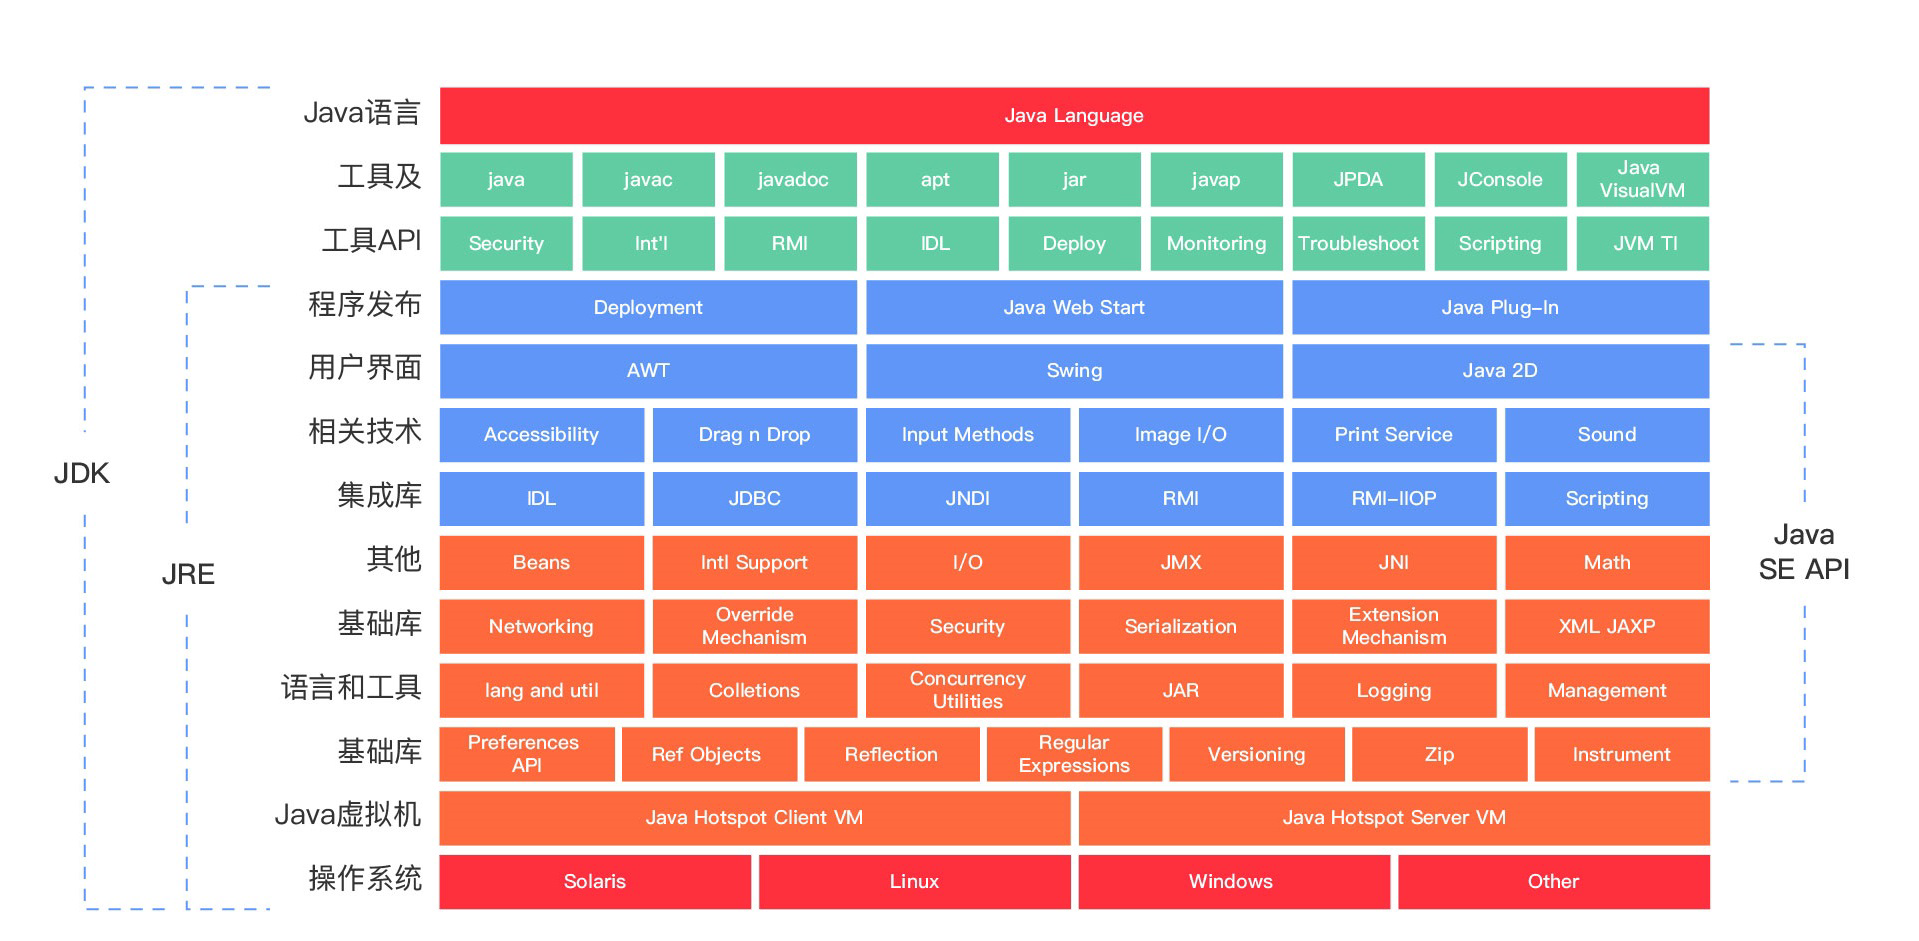 Java语言
Java Language
工具及
java
javac
javadoc
apt
jar
javap
JPDA
JConsole
Java
VisualVM
工具API
Security
Int'l
RMI
IDL
Deploy
Monitoring
Troubleshoot
Scripting
JVM TI
程序发布
Deployment
Java Web Start
Java Plug-In
用户界面
AWT
Swing
Java 2D
相关技术
Accessibility
Drag n Drop
Input Methods
Image I/O
Print Service
Sound
JDK
集成库
IDL
JDBC
JNDI
RMI
RMI-IIOP
Scripting
Java
SE API
JRE
其他
Beans
Intl Support
I/O
JMX
JNI
Math
基础库
Networking
Override
Mechanism
Security
Serialization
Extension
Mechanism
XML JAXP
语言和工具
lang and util
Colletions
Concurrency
Utilities
JAR
Logging
Management
基础库
Preferences
API
Ref Objects
Reflection
Regular
Expressions
Versioning
Zip
Instrument
Java虚拟机
Java Hotspot Client VM
Java Hotspot Server VM
操作系统
Solaris
Linux
Windows
Other